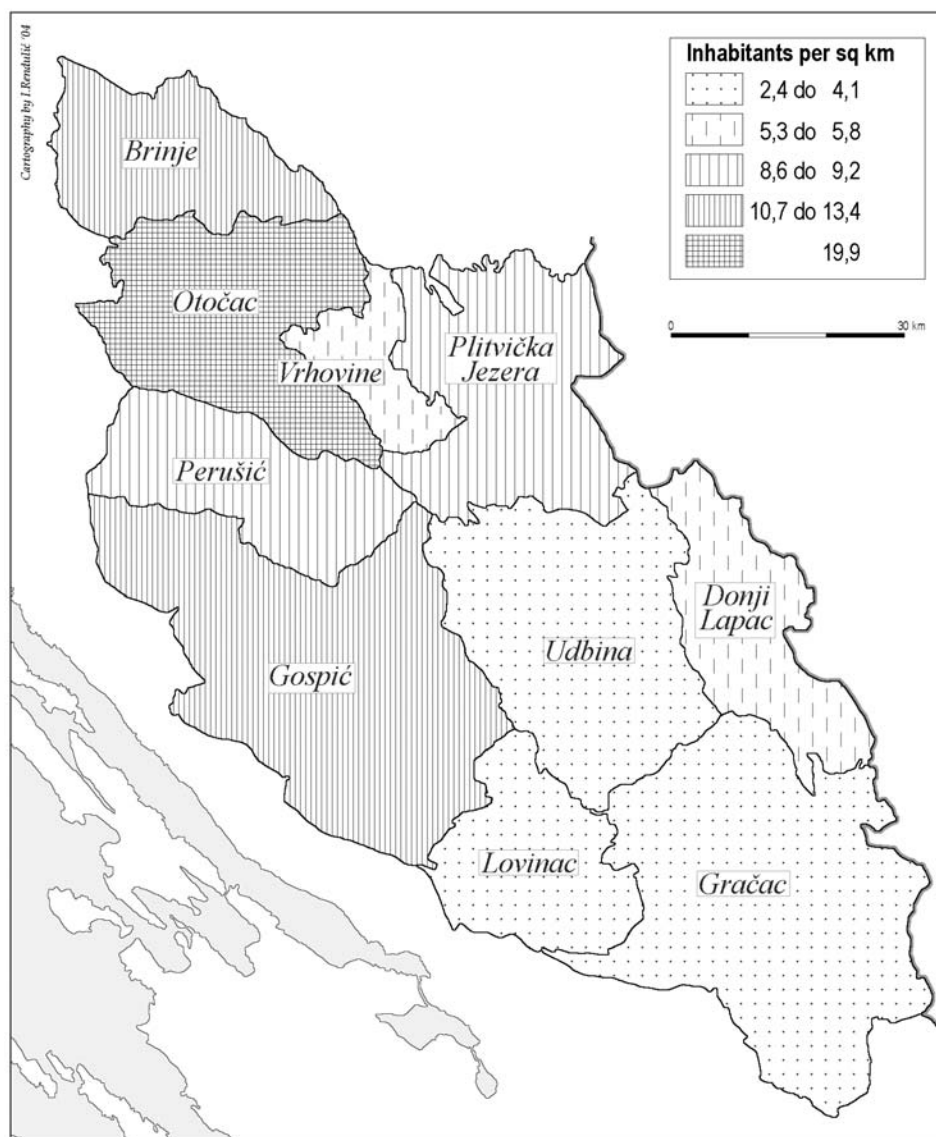 Cartography by I.Rendulić '04
Inhabitants per sq km
2,4 do 4,1
5,3 do 5,8
8,6 do 9,2
10,7 do 13,4
19,9
0 30 km
Brinje
Otočac
Vrhovine
Plitvička
Jezera
Perušić
Donji
Lapac
Udbina
Gospić
Lovinac
Gračac